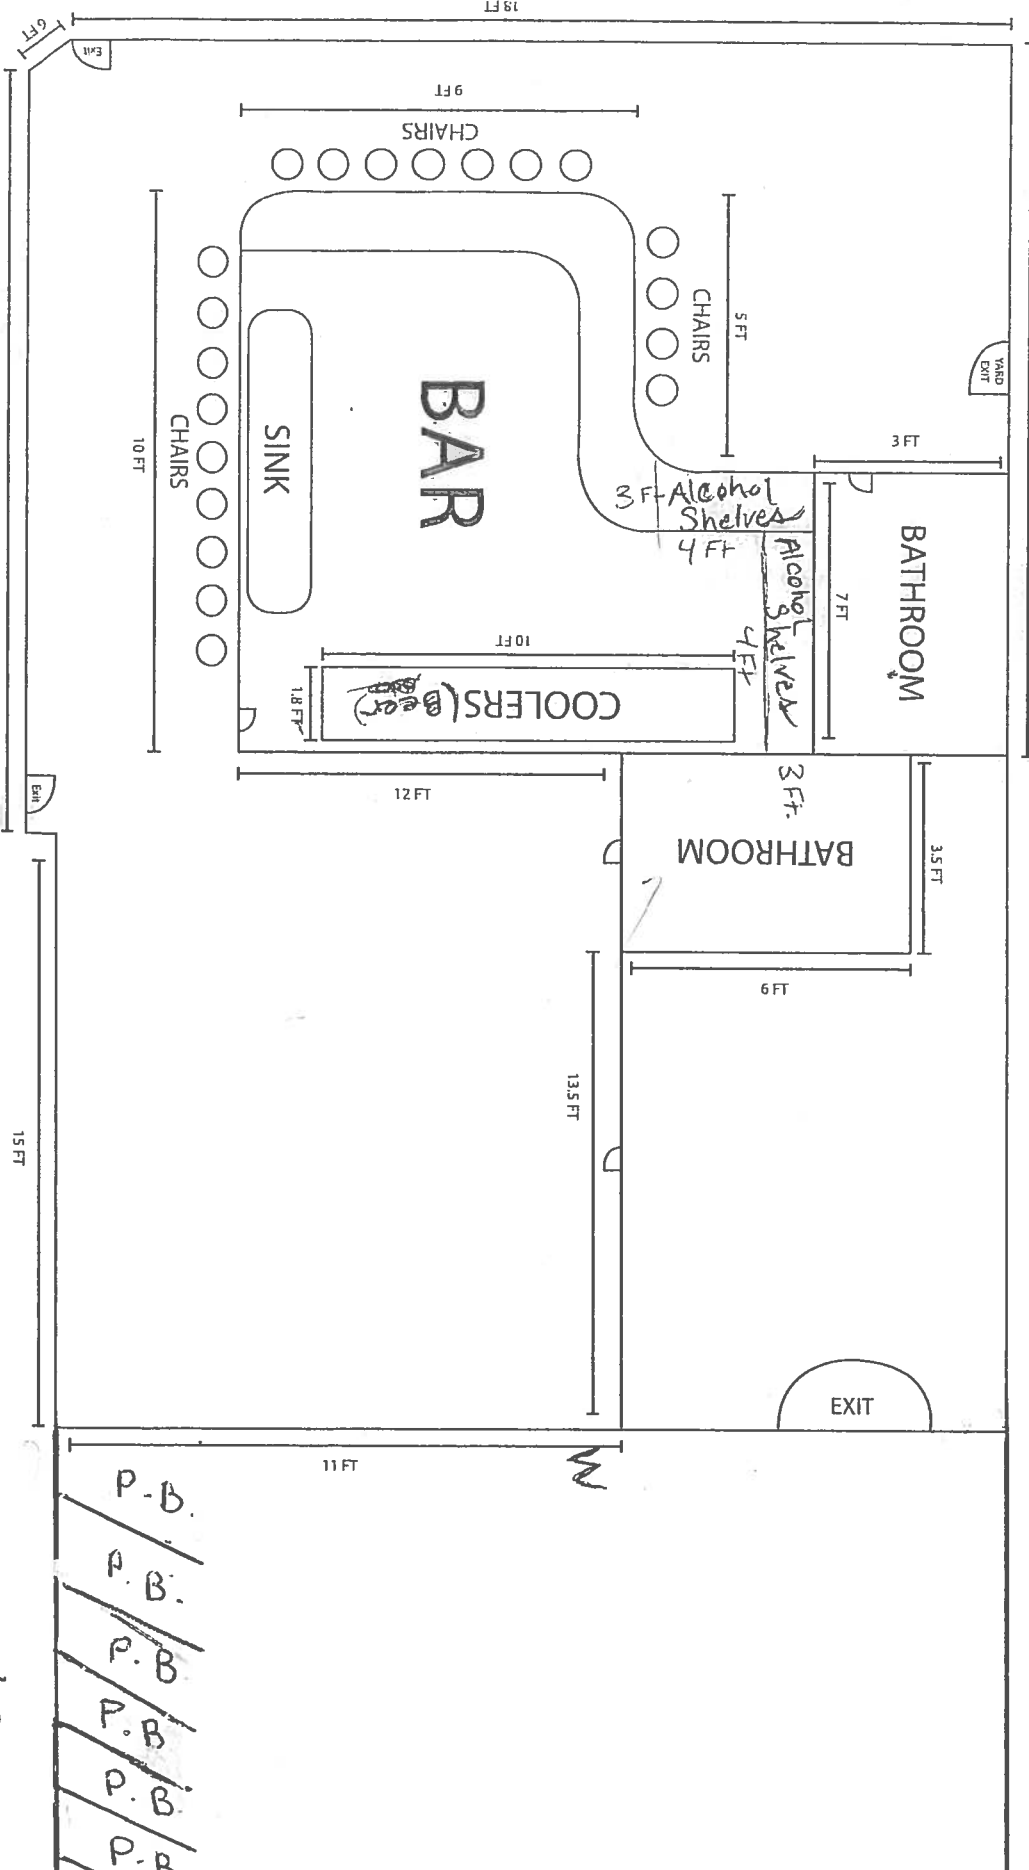 18 FT
6 FT
Exit
9 FT
CHAIRS
5 FT
CHAIRS
YARD
EXIT
3 FT
10 FT
CHAIRS
SINK
BAR
3 Ft Alcohol
Shelves
4 Ft
Alcohol
Shelves
4 Ft
7 FT
BATHROOM
10 FT
1.8 FT
COOLERS (Beer)
12 FT
3 Ft.
BATHROOM
3.5 FT
6 FT
Exit
13.5 FT
15 FT
EXIT
11 FT
P-B.
P.B.
P.B
P.B
P.B
P-B